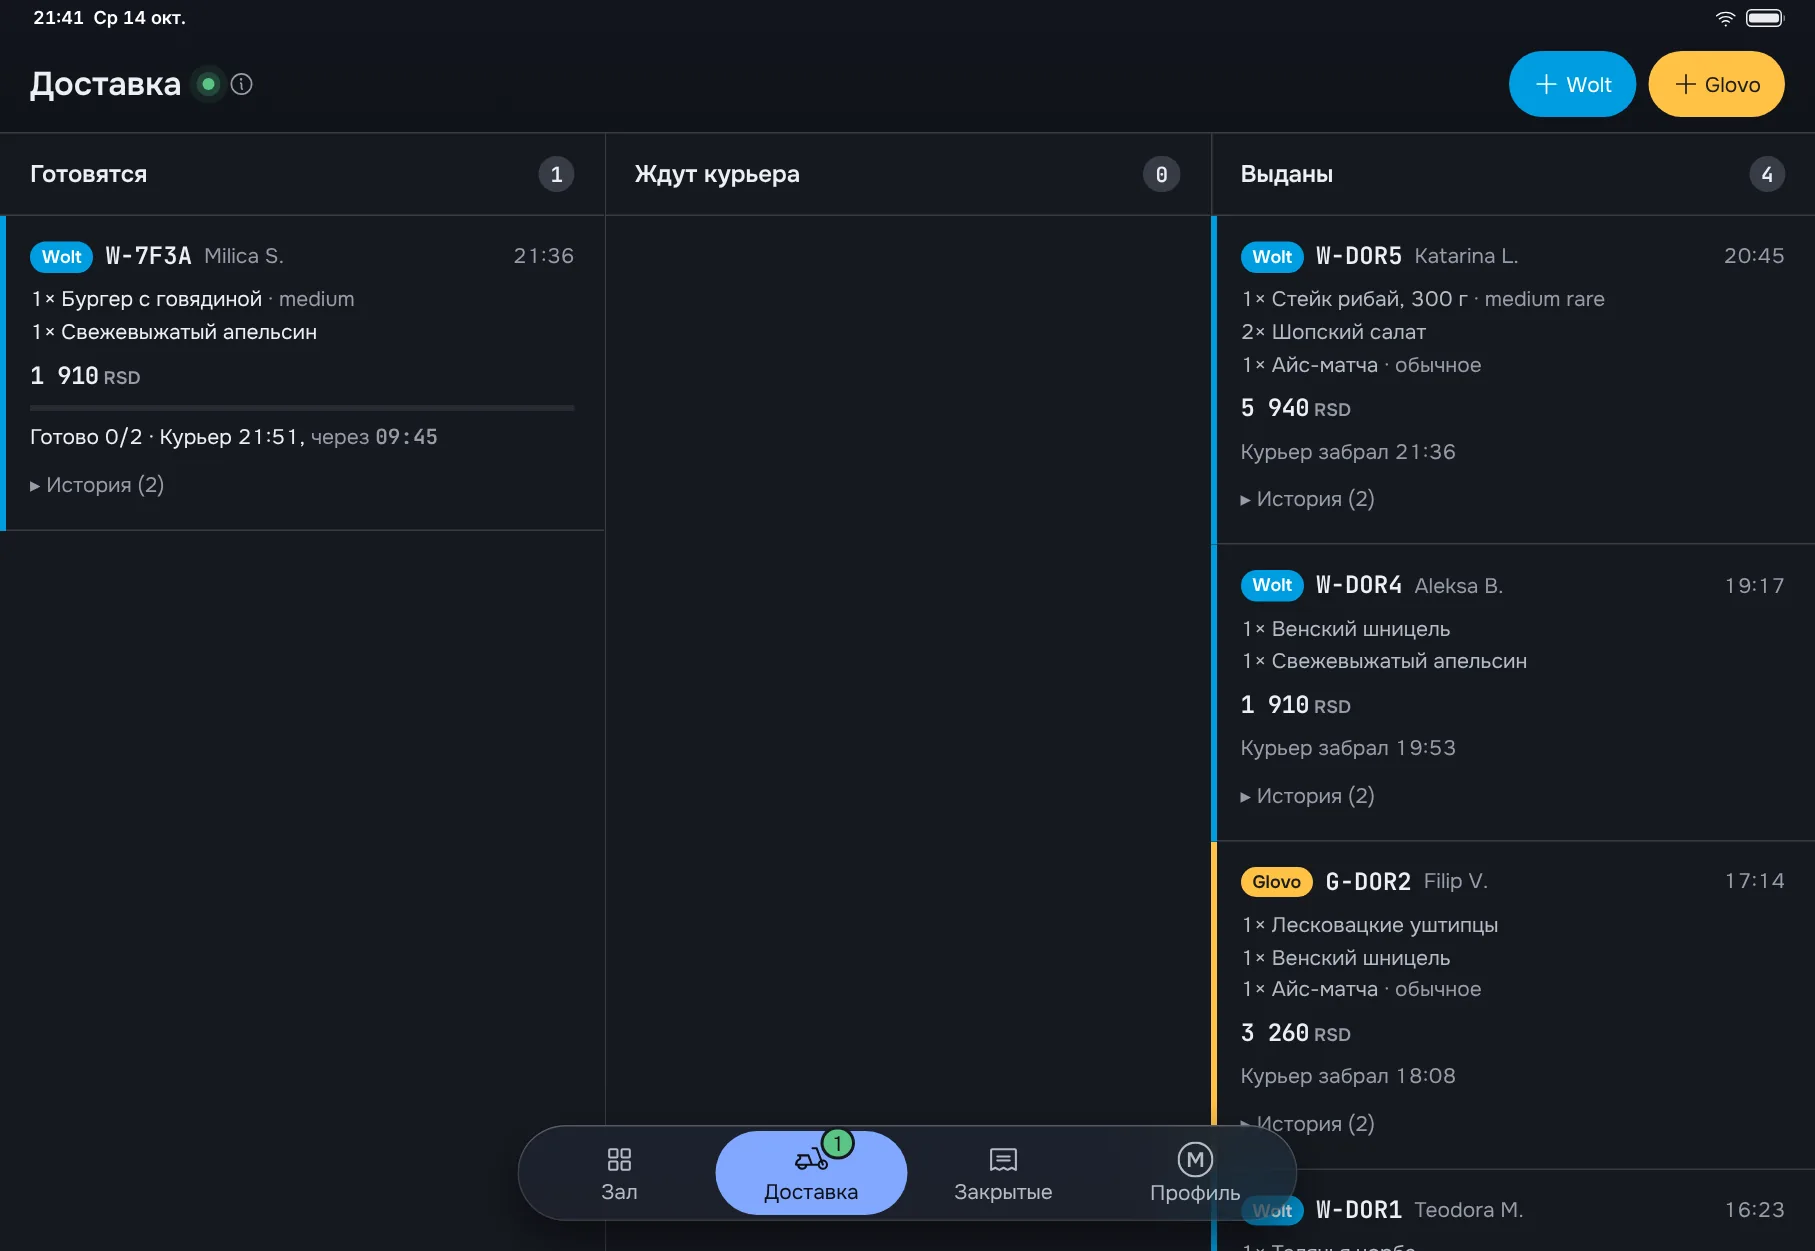 21:41 Ср 14 окт.
Доставка
+ Wolt
+ Glovo
Готовятся 1
Wolt W-7F3A Milica S. 21:36
1× Бургер с говядиной · medium
1× Свежевыжатый апельсин
1 910 RSD
Готово 0/2 · Курьер 21:51, через 09:45
▸ История (2)
Ждут курьера 0
Выданы 4
Wolt W-DOR5 Katarina L. 20:45
1× Стейк рибай, 300 г · medium rare
2× Шопский салат
1× Айс-матча · обычное
5 940 RSD
Курьер забрал 21:36
▸ История (2)
Wolt W-DOR4 Aleksa B. 19:17
1× Венский шницель
1× Свежевыжатый апельсин
1 910 RSD
Курьер забрал 19:53
▸ История (2)
Glovo G-DOR2 Filip V. 17:14
1× Лесковацкие уштипцы
1× Венский шницель
1× Айс-матча · обычное
3 260 RSD
Курьер забрал 18:08
▸ История (2)
Wolt W-DOR1 Teodora M. 16:23
Зал
1
Доставка
Закрытые
M
Профиль